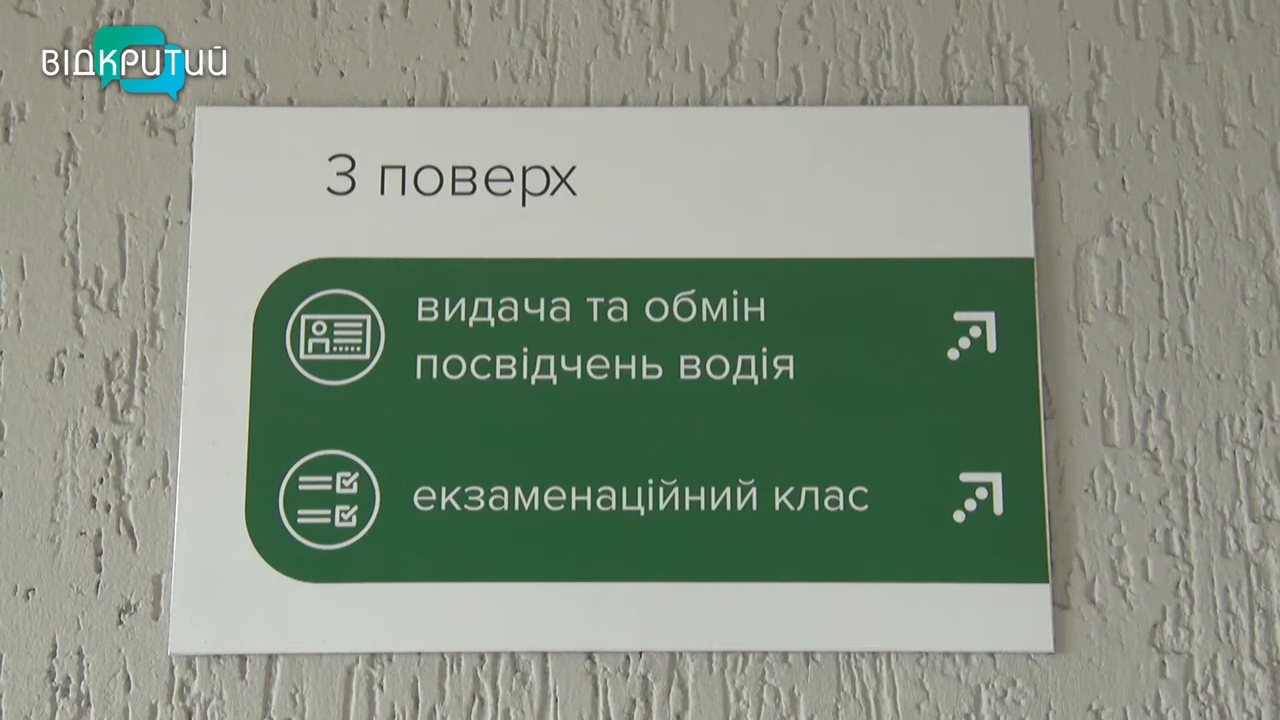 ВІДКРИТИЙ
3 поверх
видача та обмін
посвідчень водія
екзаменаційний клас